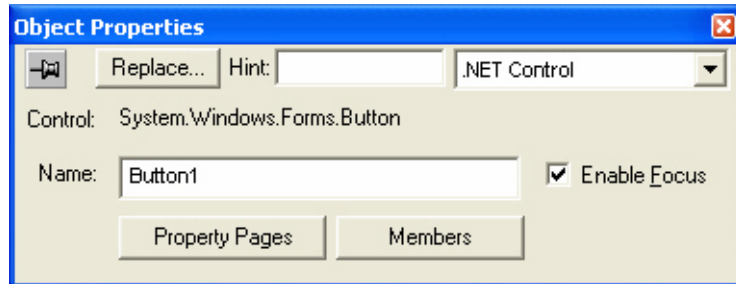 Object Properties
Replace... Hint: .NET Control
Control: System.Windows.Forms.Button
Name: Button1 Enable Focus
Property Pages Members